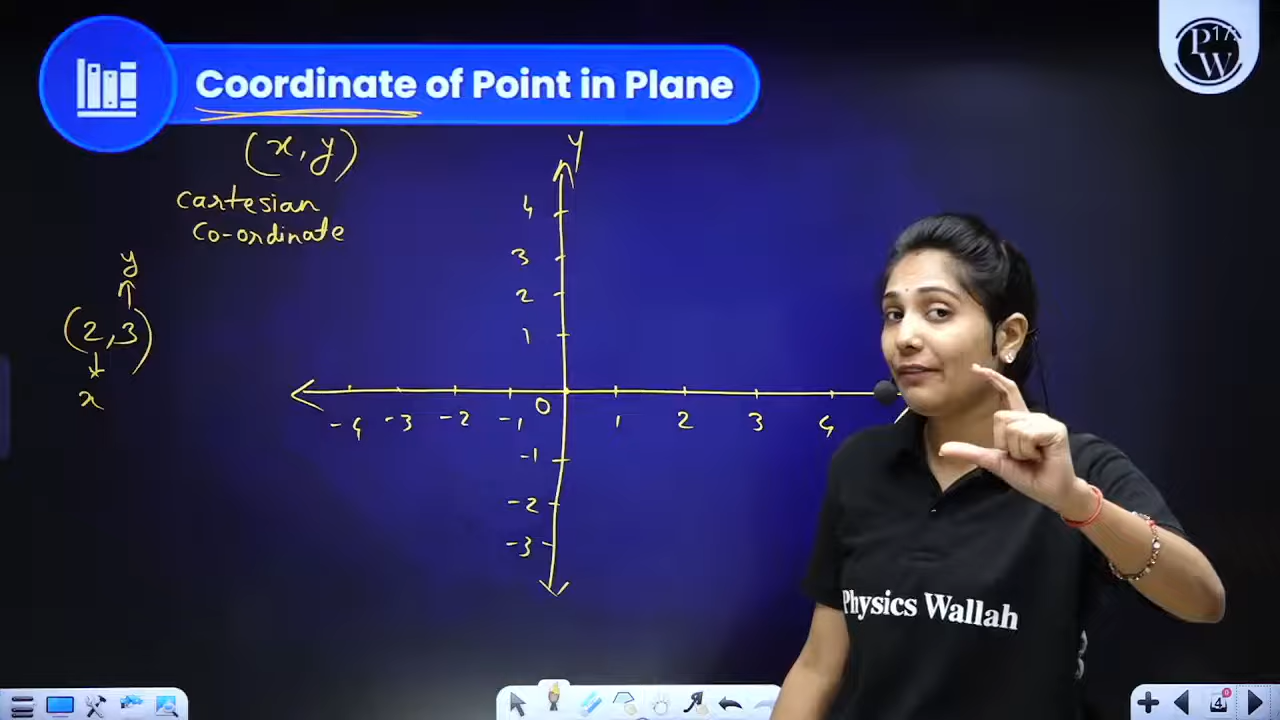 Coordinate of Point in Plane
PW
(x, y)
Cartesian
Co-ordinate
y
(2,3)
x
y
4
3
2
1
-4 -3 -2 -1 0 1 2 3 4
-1
-2
-3
Physics Wallah
4